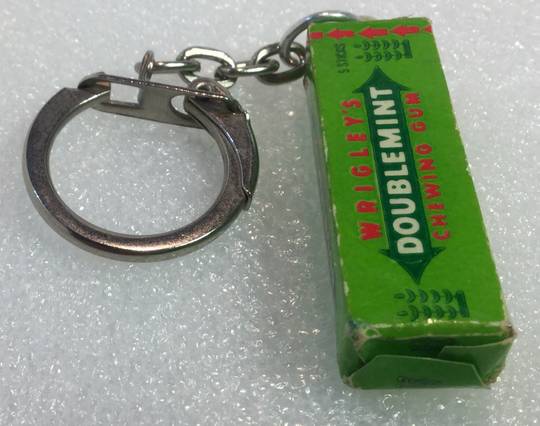 5 STICKS
WRIGLEY'S
DOUBLEMINT
CHEWING GUM